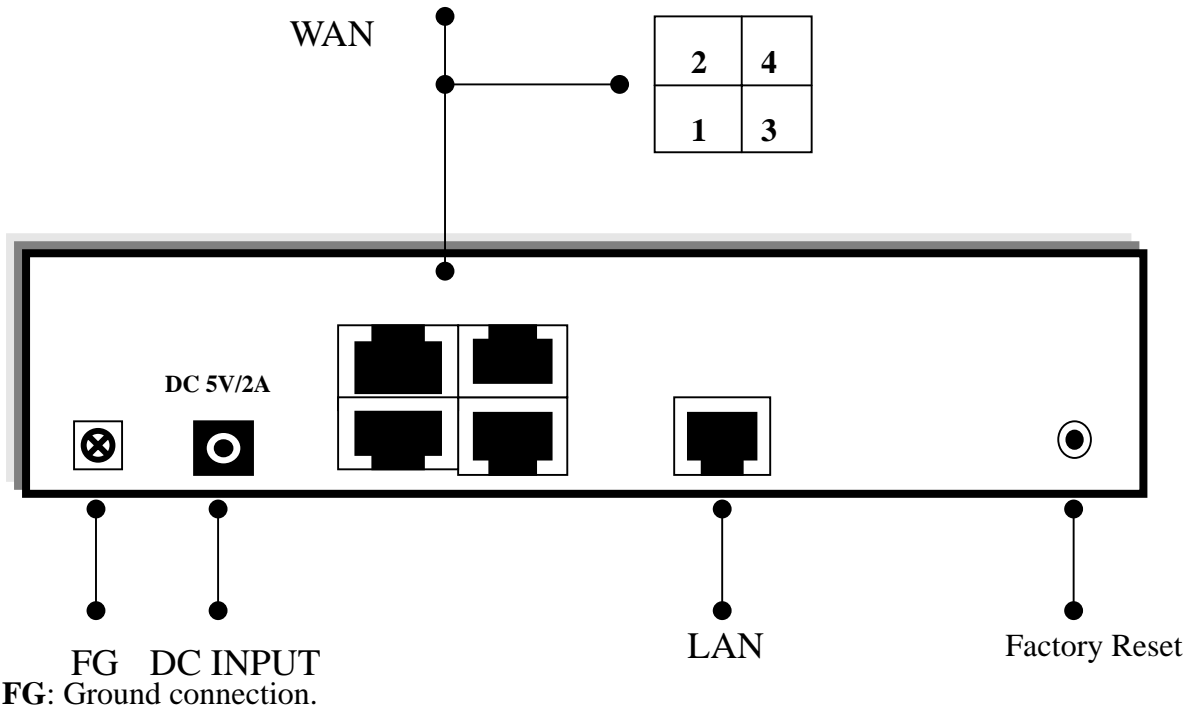 WAN
2 4
1 3
DC 5V/2A
FG DC INPUT
LAN
Factory Reset
FG: Ground connection.